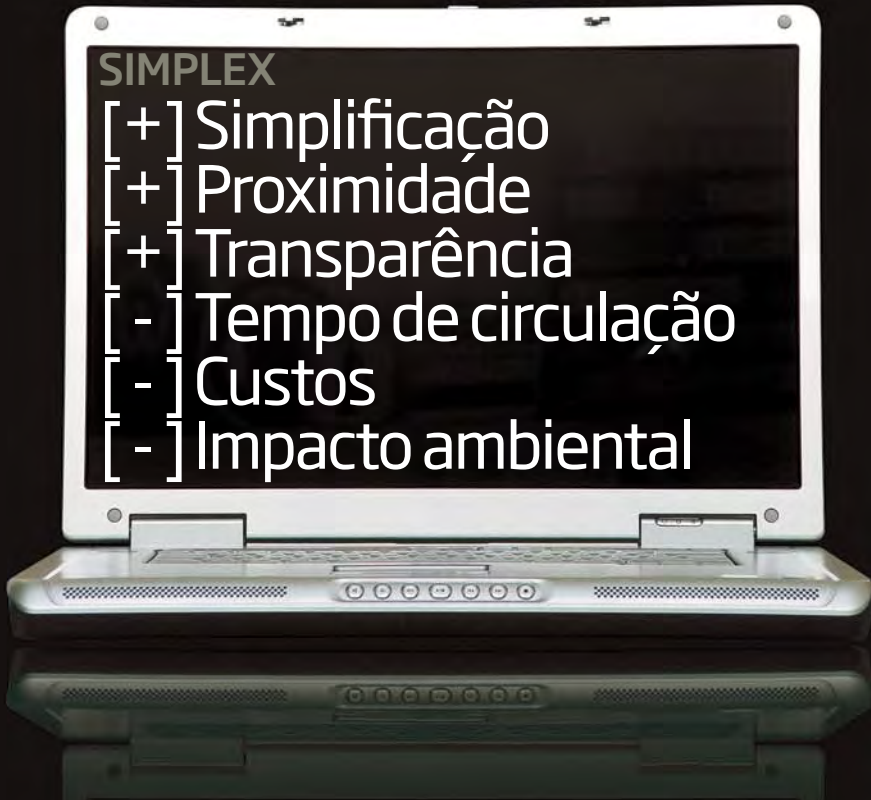 SIMPLEX
[+] Simplificação
[+] Proximidade
[+] Transparência
[-] Tempo de circulação
[-] Custos
[-] Impacto ambiental